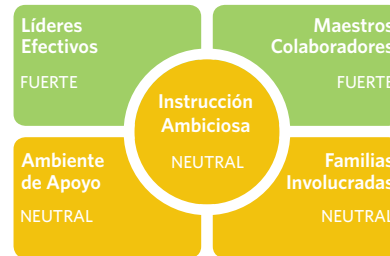 Líderes
Efectivos
FUERTE
Maestros
Colaboradores
FUERTE
Instrucción
Ambiciosa
NEUTRAL
Ambiente
de Apoyo
NEUTRAL
Familias
Involucradas
NEUTRAL